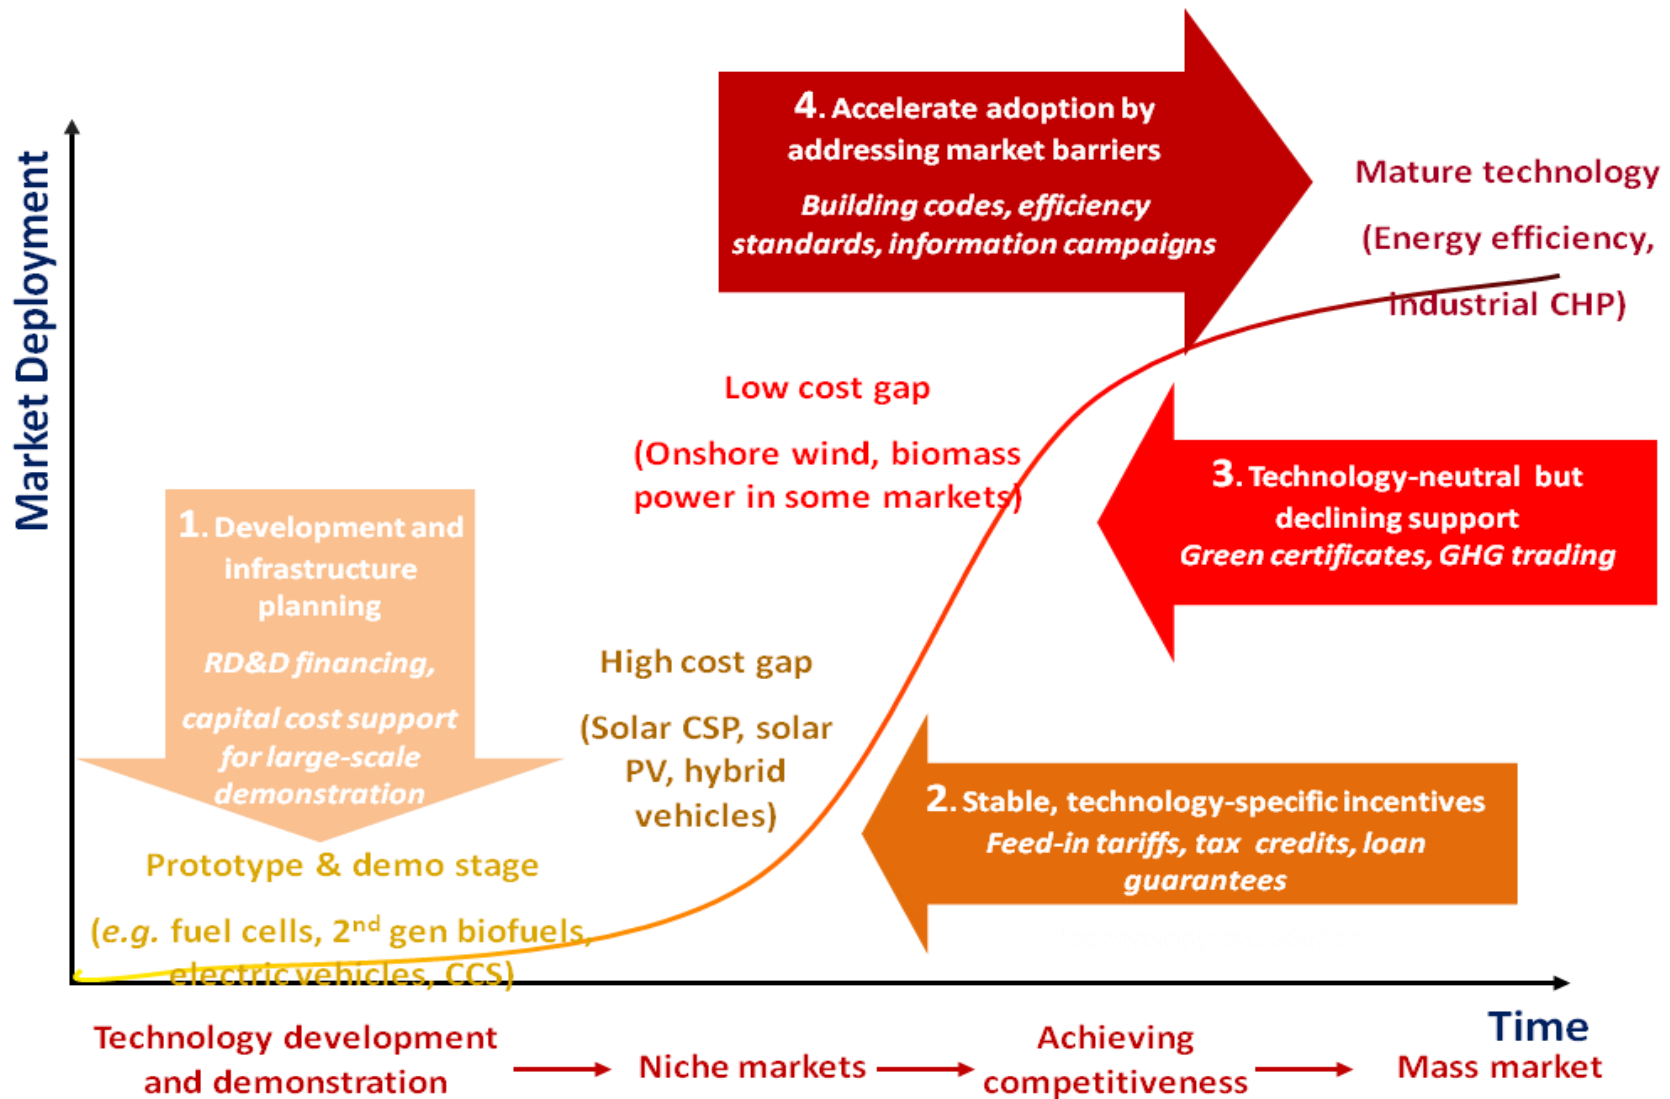 4. Accelerate adoption by
addressing market barriers
Building codes, efficiency
standards, information campaigns
Mature technology
(Energy efficiency,
industrial CHP)
Market Deployment
Low cost gap
(Onshore wind, biomass
power in some markets)
3. Technology-neutral but
declining support
Green certificates, GHG trading
1. Development and
infrastructure
planning
RD&D financing,
capital cost support
for large-scale
demonstration
High cost gap
(Solar CSP, solar
PV, hybrid
vehicles)
2. Stable, technology-specific incentives
Feed-in tariffs, tax credits, loan
guarantees
Prototype & demo stage
(e.g. fuel cells, 2nd gen biofuels,
electric vehicles, CCS)
Time
Technology development
and demonstration
Niche markets
Achieving
competitiveness
Mass market